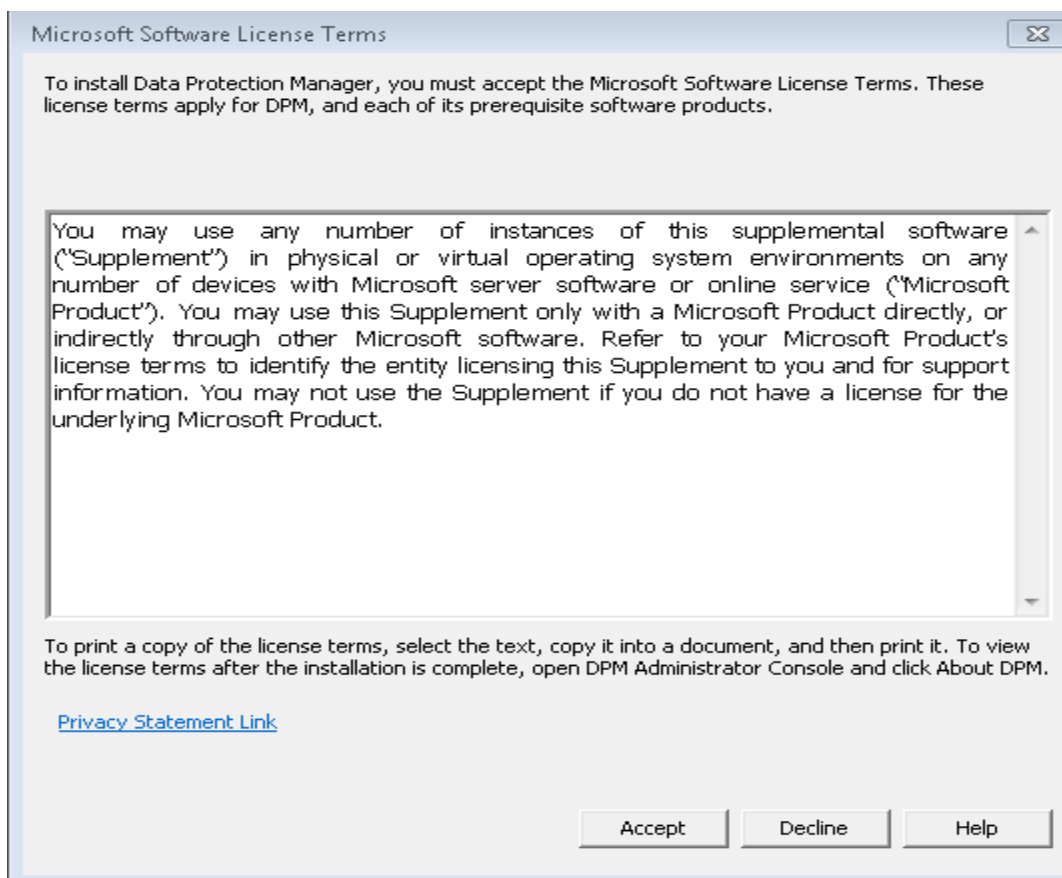 Microsoft Software License Terms
To install Data Protection Manager, you must accept the Microsoft Software License Terms. These
license terms apply for DPM, and each of its prerequisite software products.
You may use any number of instances of this supplemental software
("Supplement") in physical or virtual operating system environments on any
number of devices with Microsoft server software or online service ("Microsoft
Product"). You may use this Supplement only with a Microsoft Product directly, or
indirectly through other Microsoft software. Refer to your Microsoft Product's
license terms to identify the entity licensing this Supplement to you and for support
information. You may not use the Supplement if you do not have a license for the
underlying Microsoft Product.
To print a copy of the license terms, select the text, copy it into a document, and then print it. To view
the license terms after the installation is complete, open DPM Administrator Console and click About DPM.
Privacy Statement Link
Accept Decline Help